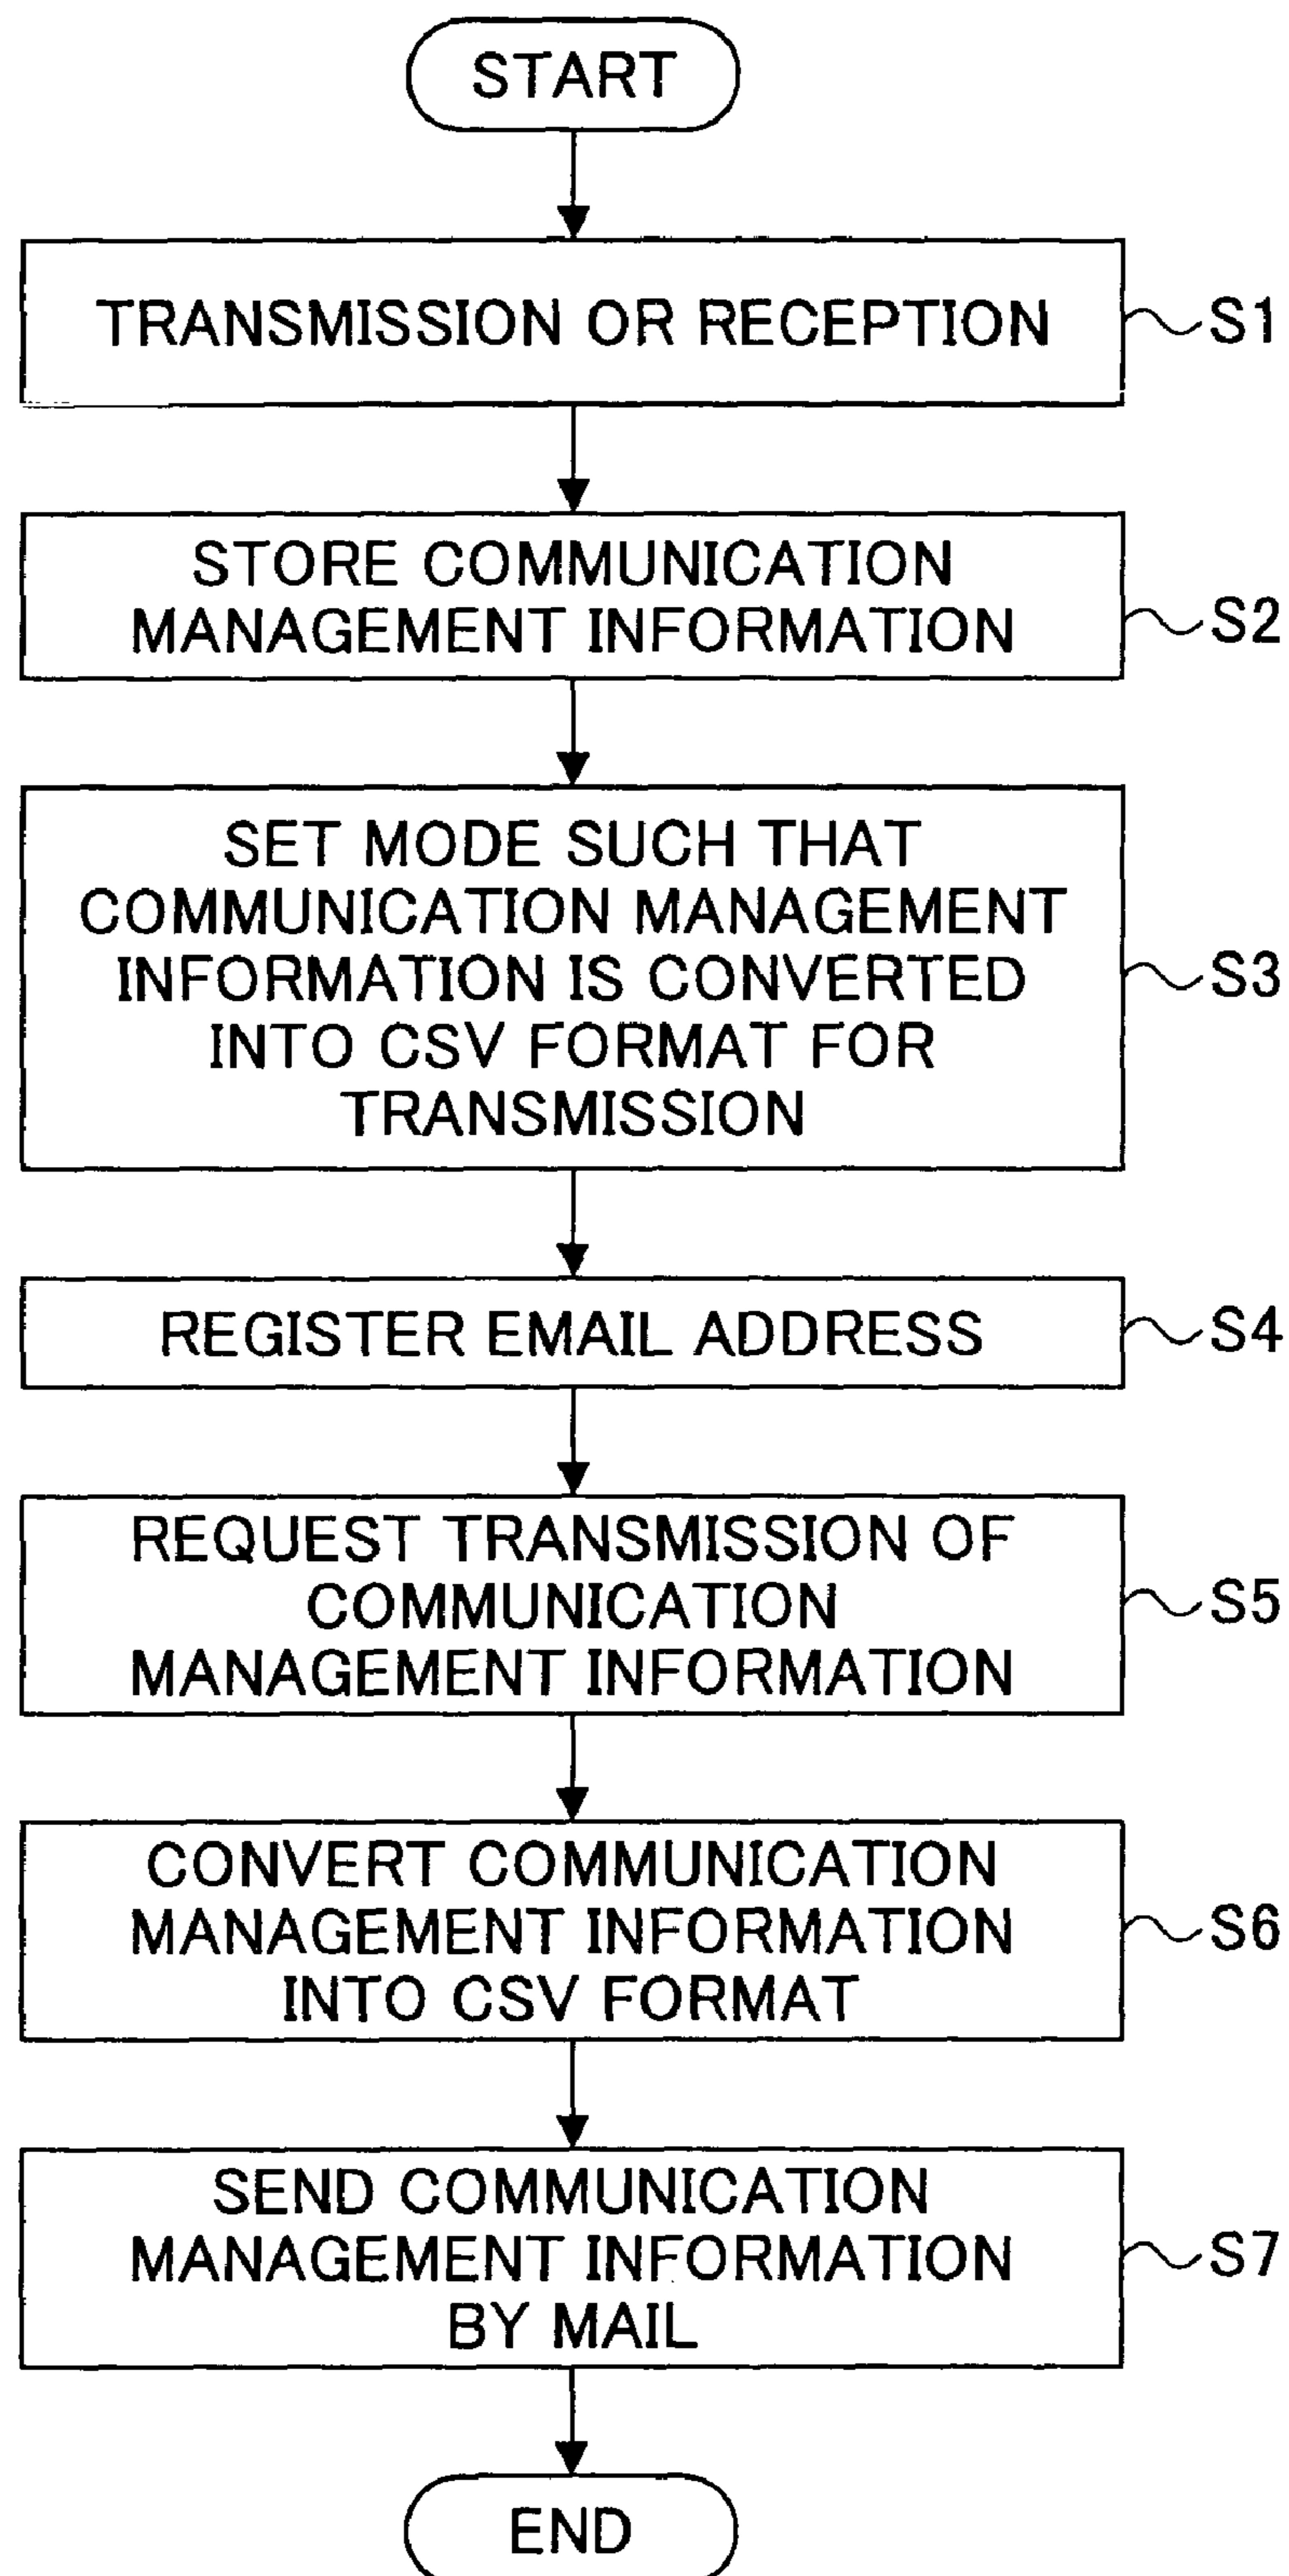 START
TRANSMISSION OR RECEPTION
S1
STORE COMMUNICATION
MANAGEMENT INFORMATION
S2
SET MODE SUCH THAT
COMMUNICATION MANAGEMENT
INFORMATION IS CONVERTED
INTO CSV FORMAT FOR
TRANSMISSION
S3
REGISTER EMAIL ADDRESS
S4
REQUEST TRANSMISSION OF
COMMUNICATION
MANAGEMENT INFORMATION
S5
CONVERT COMMUNICATION
MANAGEMENT INFORMATION
INTO CSV FORMAT
S6
SEND COMMUNICATION
MANAGEMENT INFORMATION
BY MAIL
S7
END